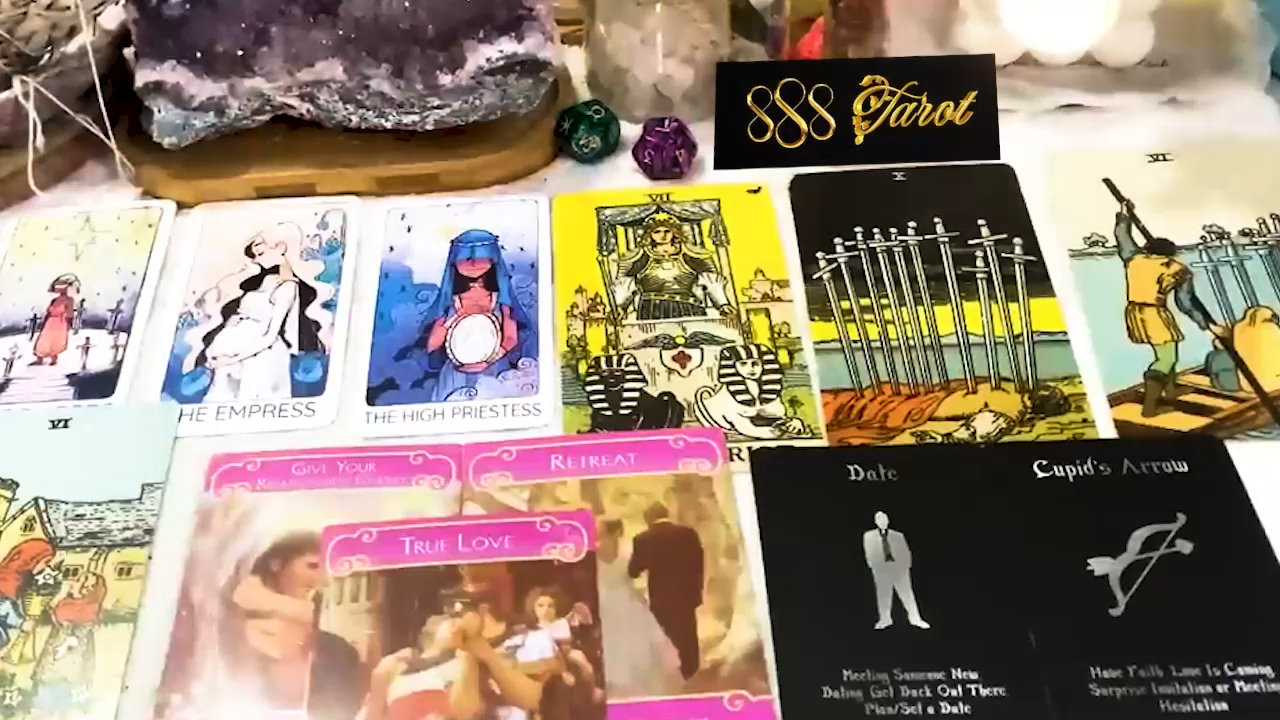 888 Tarot
VI
X
VII
HE EMPRESS
THE HIGH PRIESTESS
VI
GIVE YOUR
RETREAT
TRUE LOVE
Date
Cupid's Arrow
Meeting Someone New
Dating Get Back Out There
Plan/Set a Date
Have Faith Love Is Coming
Surprise Invitation or Meetin
Hesitation